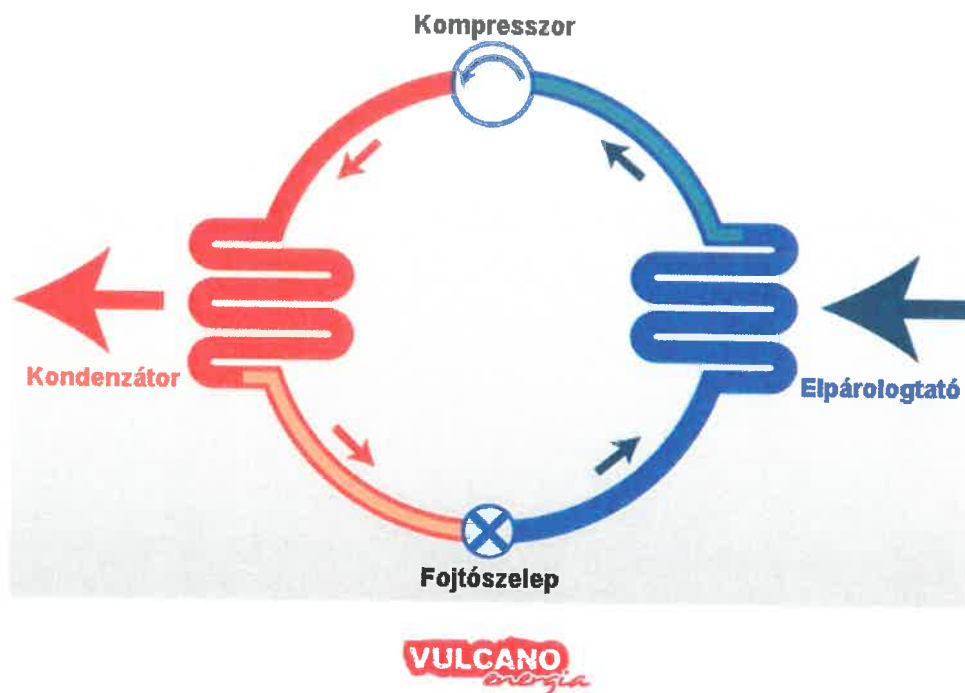 Kompresszor
Kondenzátor
Elpárologtató
Fojtószelep
VULCANO
energia